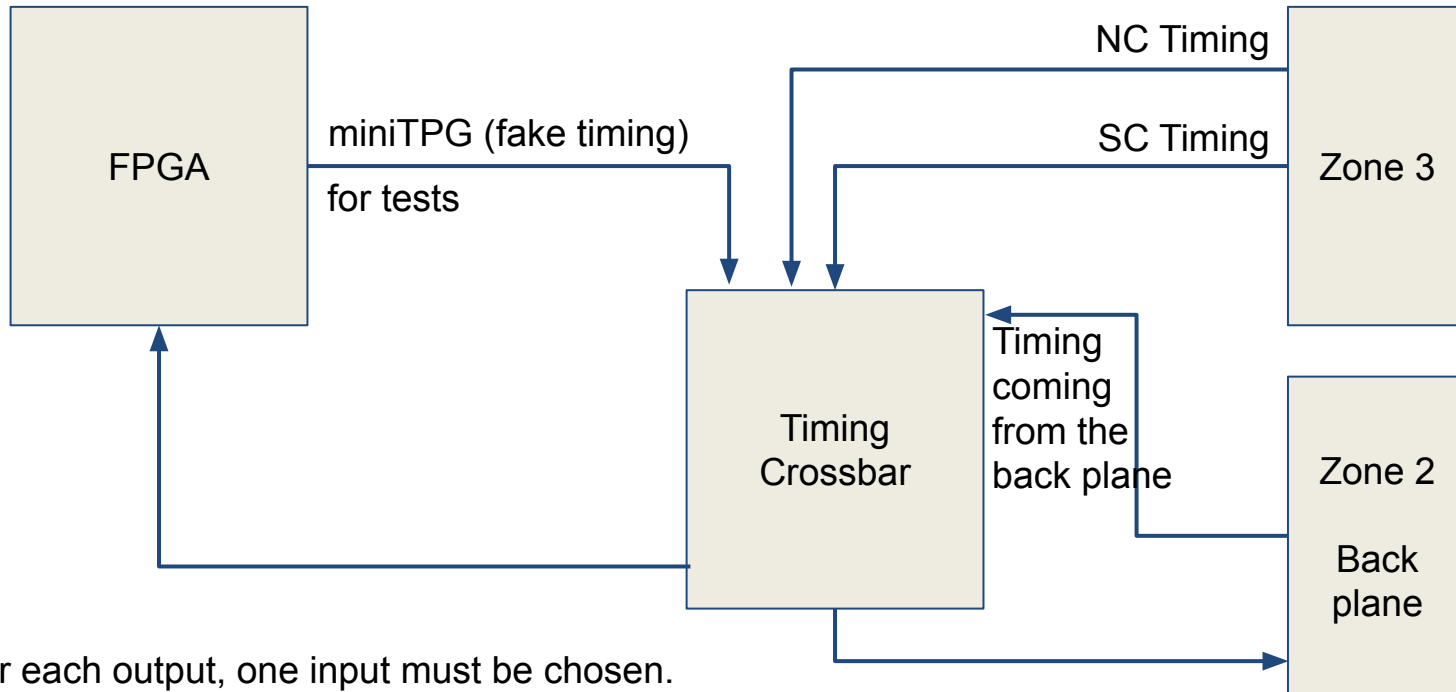 NC Timing
miniTPG (fake timing)
for tests
SC Timing
FPGA
Zone 3
Timing
coming
from the
back plane
Timing
Crossbar
Zone 2
Back
plane
each output, one input must be chosen.